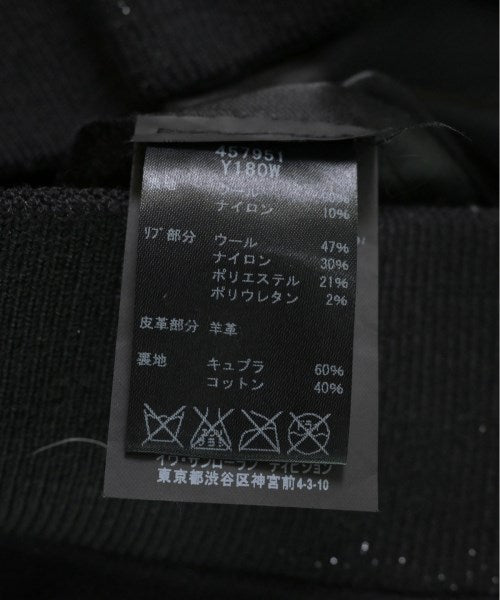 457951
Y180W
ナイロン 10%
リブ部分 ウール 47%
ナイロン 30%
ポリエステル 21%
ポリウレタン 2%
皮革部分 羊革
裏地 キュプラ 60%
コットン 40%
東京都渋谷区神宮前4-3-10